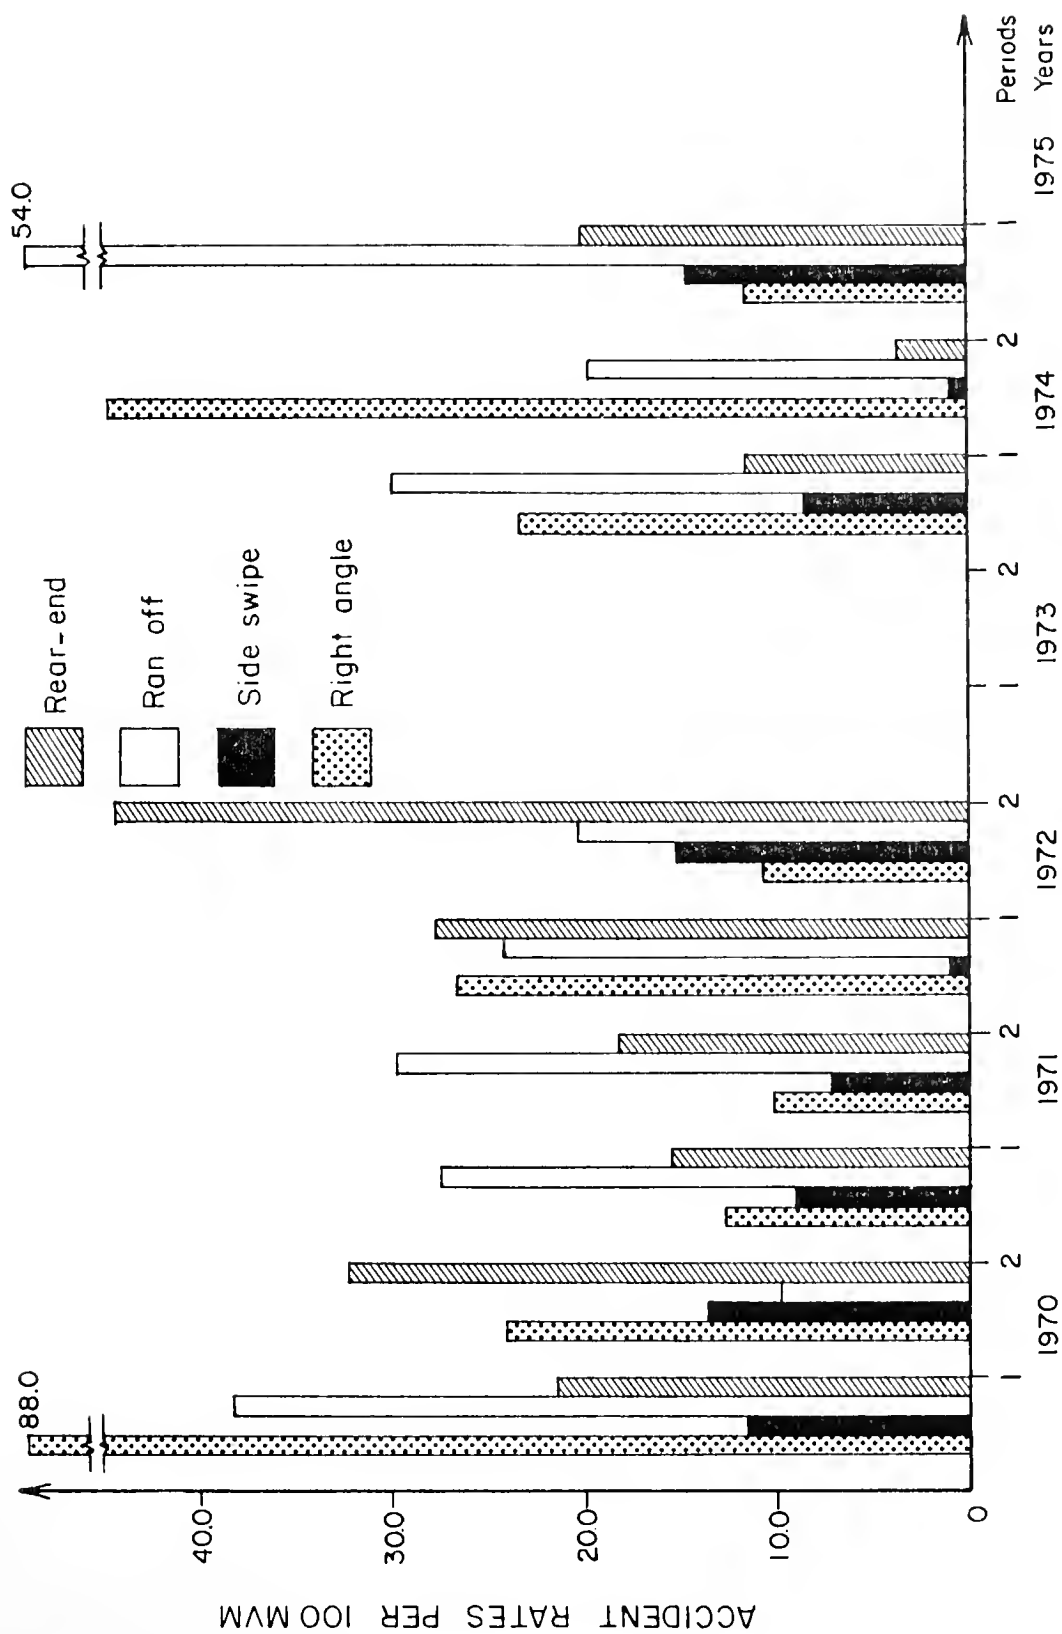 ACCIDENT RATES PER 100 MVM
40.0
30.0
20.0
10.0
0
88.0
54.0
Rear-end
Ran off
Side swipe
Right angle
1 2 1 2 1 2 1 2 1 2 1 Periods
1970 1971 1972 1973 1974 1975 Years